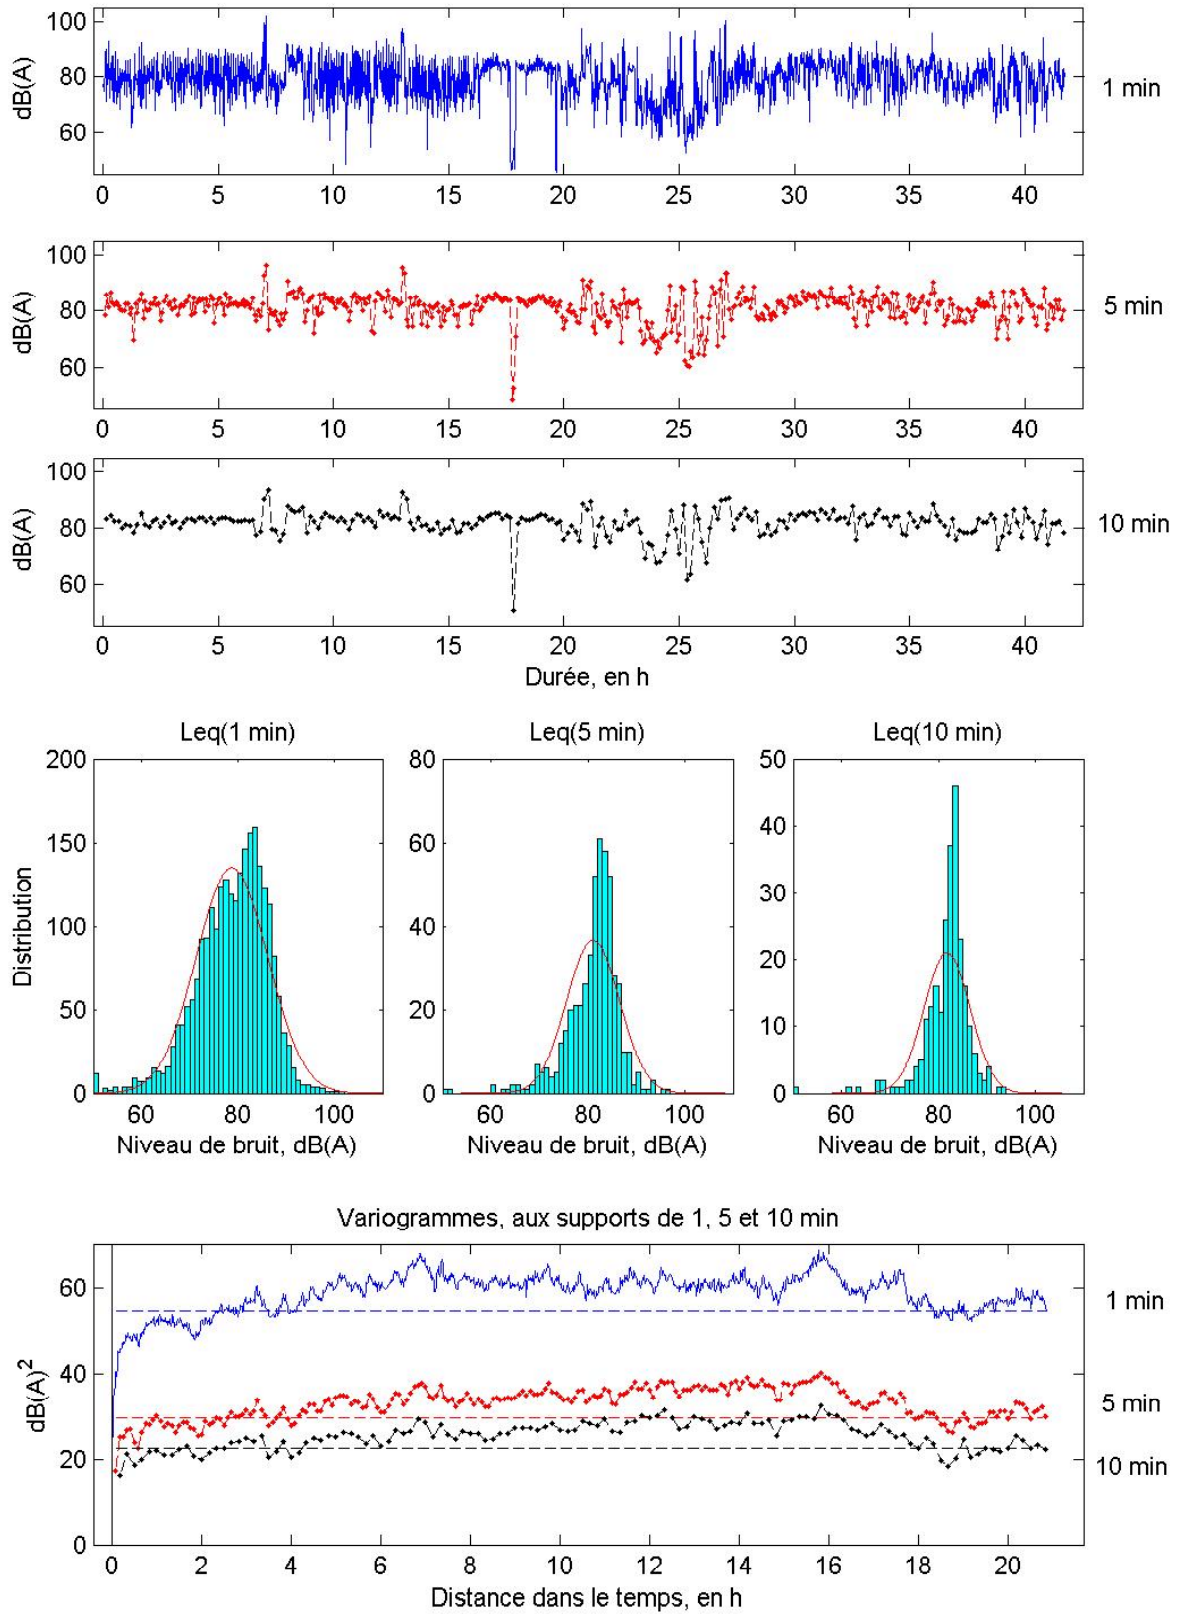 100
80
60
dB(A)
1 min
0 5 10 15 20 25 30 35 40
100
80
60
dB(A)
5 min
0 5 10 15 20 25 30 35 40
100
80
60
dB(A)
10 min
0 5 10 15 20 25 30 35 40
Durée, en h
Leq(1 min)
200
150
100
50
0
Distribution
60 80 100
Niveau de bruit, dB(A)
Leq(5 min)
80
60
40
20
0
60 80 100
Niveau de bruit, dB(A)
Leq(10 min)
50
40
30
20
10
0
60 80 100
Niveau de bruit, dB(A)
Variogrammes, aux supports de 1, 5 et 10 min
60
40
20
0
dB(A)²
1 min
5 min
10 min
0 2 4 6 8 10 12 14 16 18 20
Distance dans le temps, en h